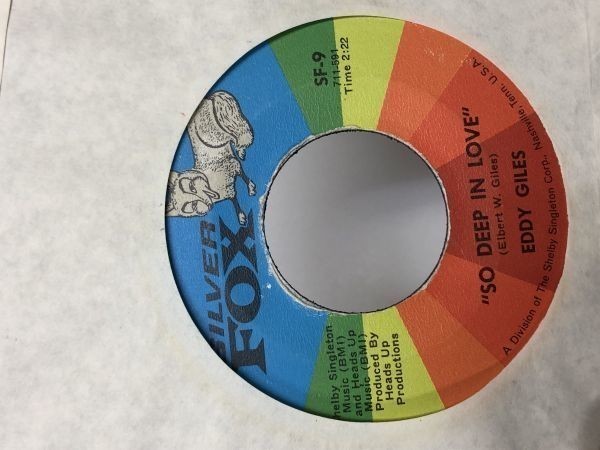 SILVER
FOX
SF-9
711-591
Time 2:22
Shelby Singleton
Music (BMI)
and Heads Up
Music (BMI)
Produced By
Heads Up
Productions
"SO DEEP IN LOVE"
(Elbert W. Giles)
EDDY GILES
A Division of The Shelby Singleton Corp., Nashville, Tenn. U.S.A.